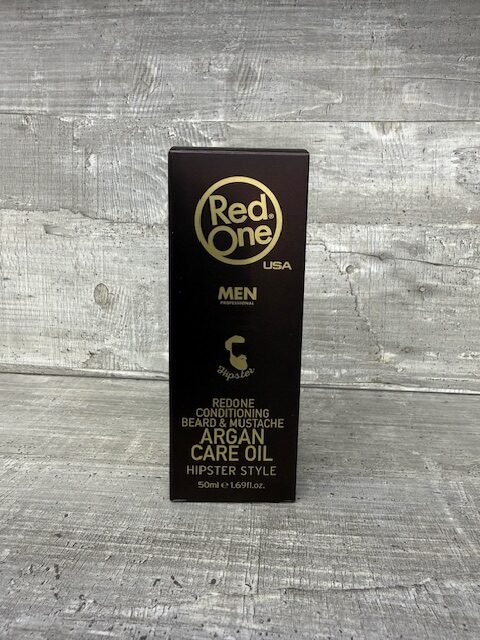 Red®
One
USA
MEN
PROFESSIONAL
Hipster
REDONE
CONDITIONING
BEARD & MUSTACHE
ARGAN
CARE OIL
HIPSTER STYLE
50ml ℮ 1.69fl.oz.